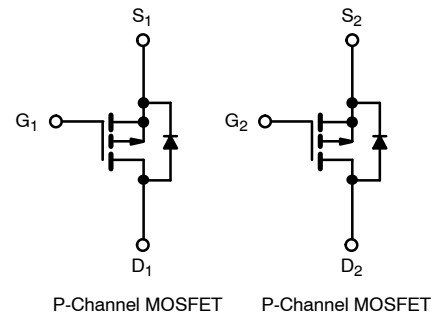 S1 S2
G1 G2
D1 D2
P-Channel MOSFET P-Channel MOSFET